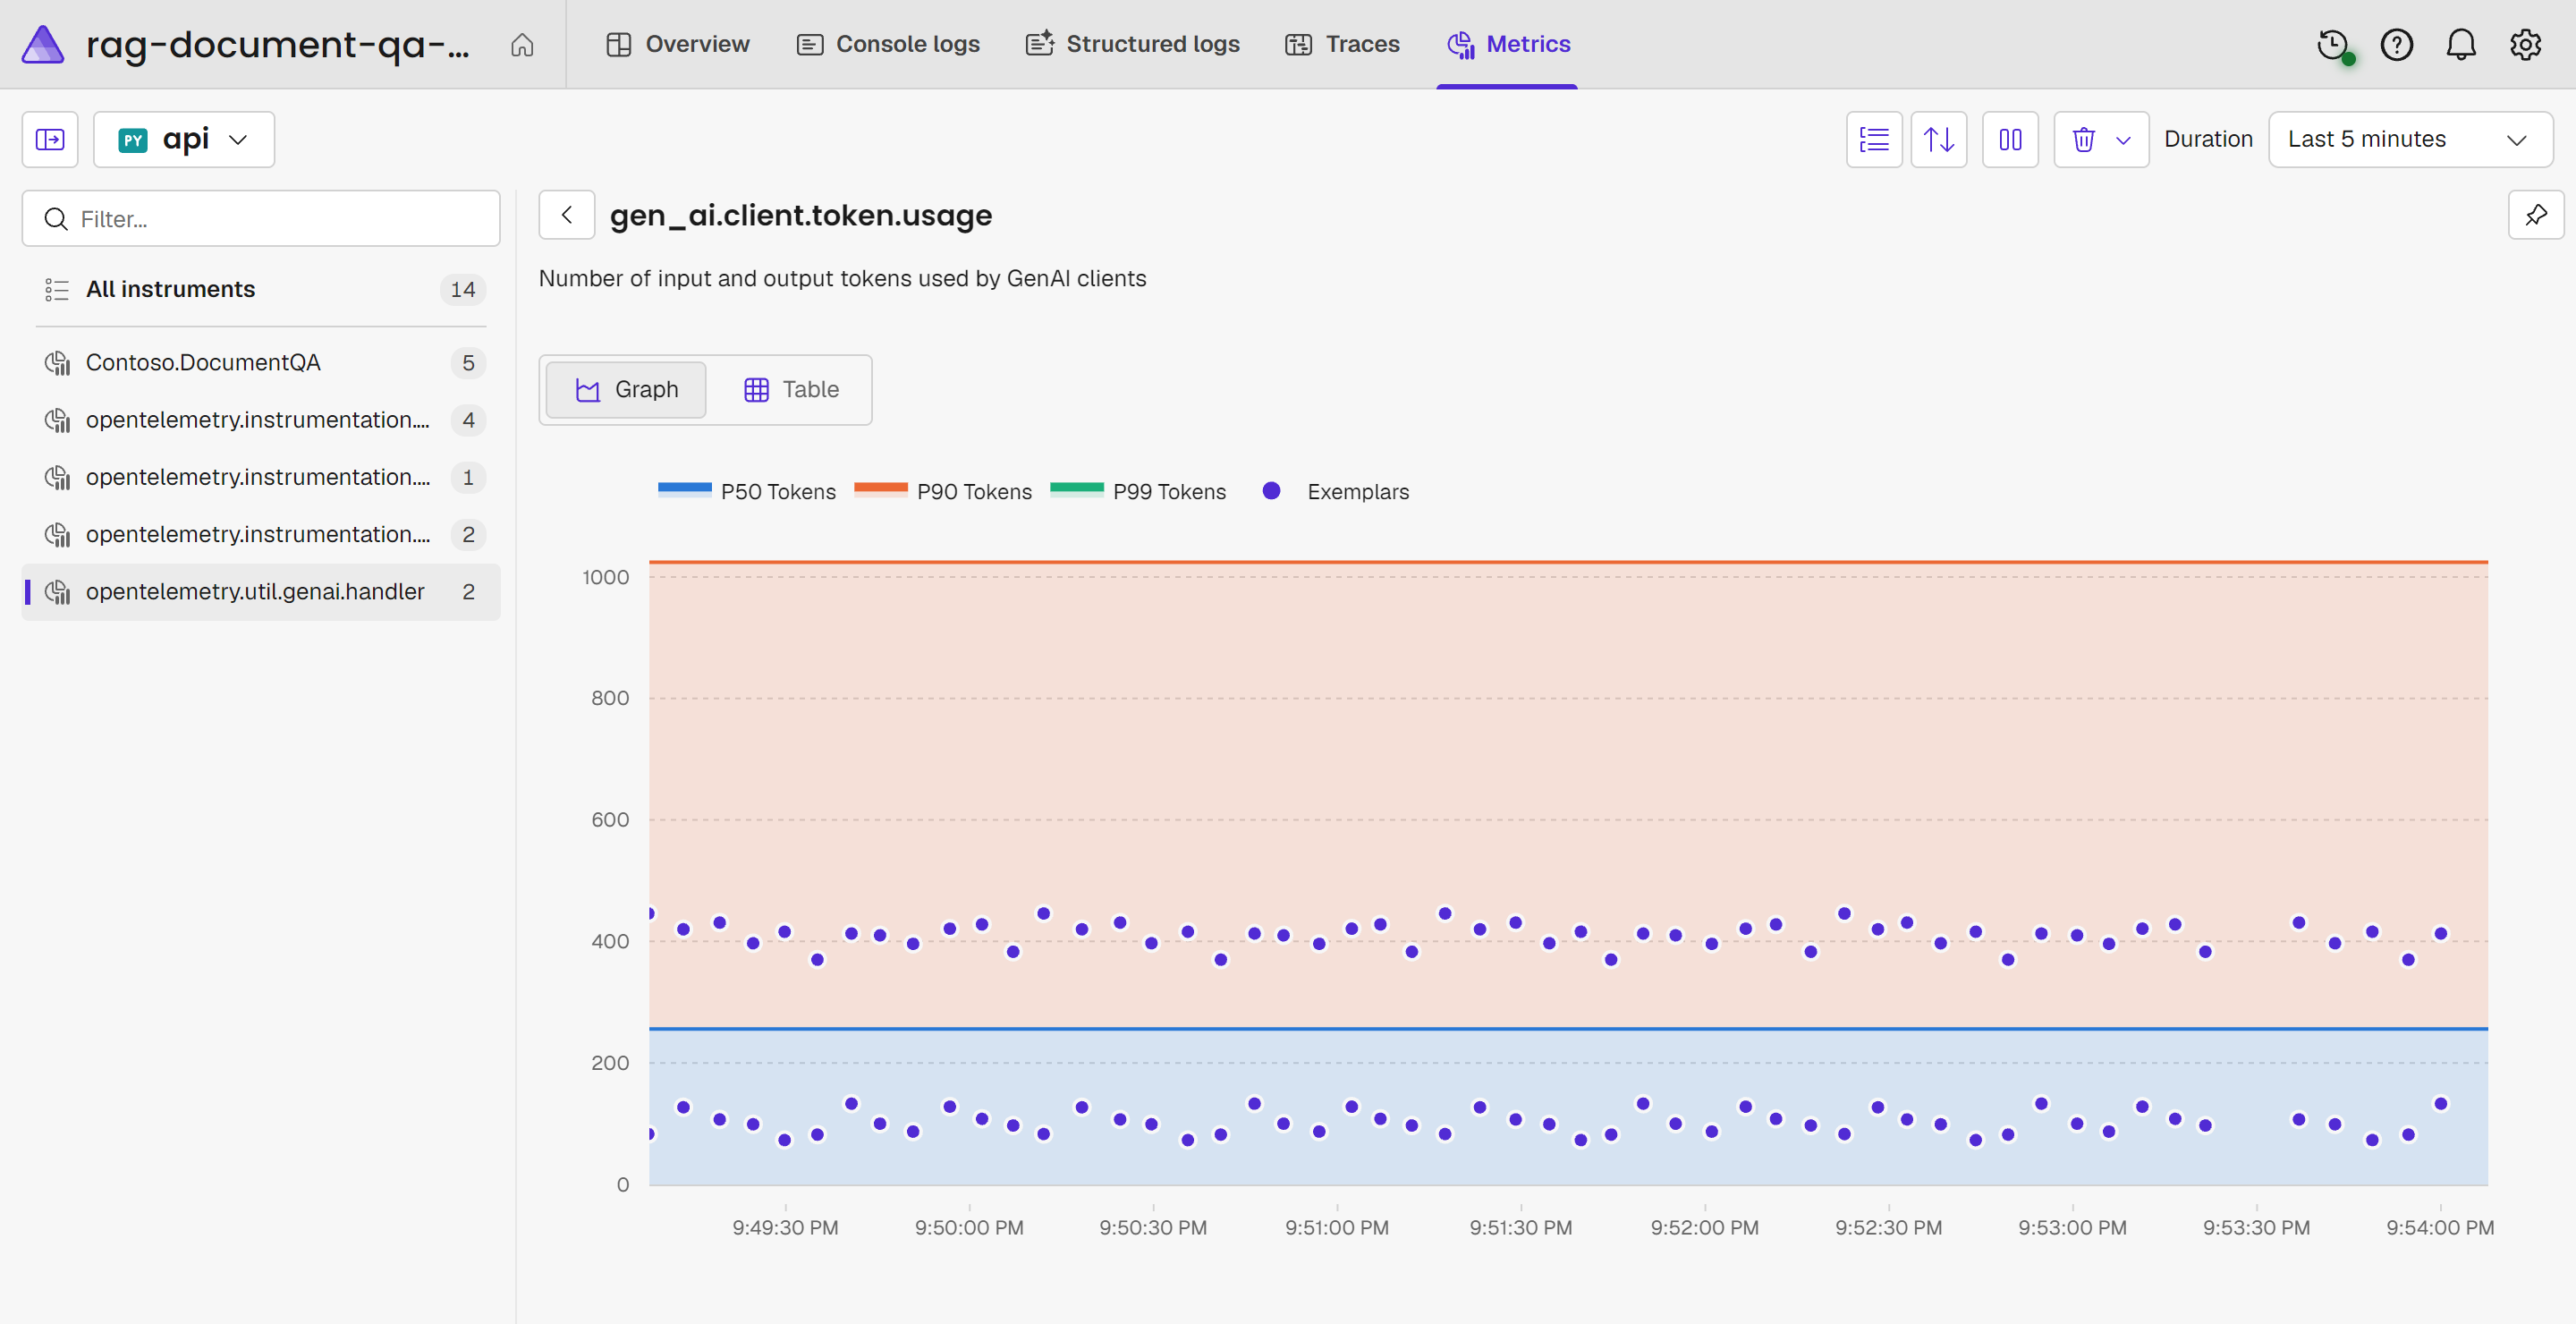 rag-document-qa-...
Overview
Console logs
Structured logs
Traces
Metrics
PY api
Duration
Last 5 minutes
Filter...
All instruments 14
Contoso.DocumentQA 5
opentelemetry.instrumentation.... 4
opentelemetry.instrumentation.... 1
opentelemetry.instrumentation.... 2
opentelemetry.util.genai.handler 2
gen_ai.client.token.usage
Number of input and output tokens used by GenAI clients
Graph
Table
P50 Tokens P90 Tokens P99 Tokens Exemplars
1000
800
600
400
200
0
9:49:30 PM 9:50:00 PM 9:50:30 PM 9:51:00 PM 9:51:30 PM 9:52:00 PM 9:52:30 PM 9:53:00 PM 9:53:30 PM 9:54:00 PM